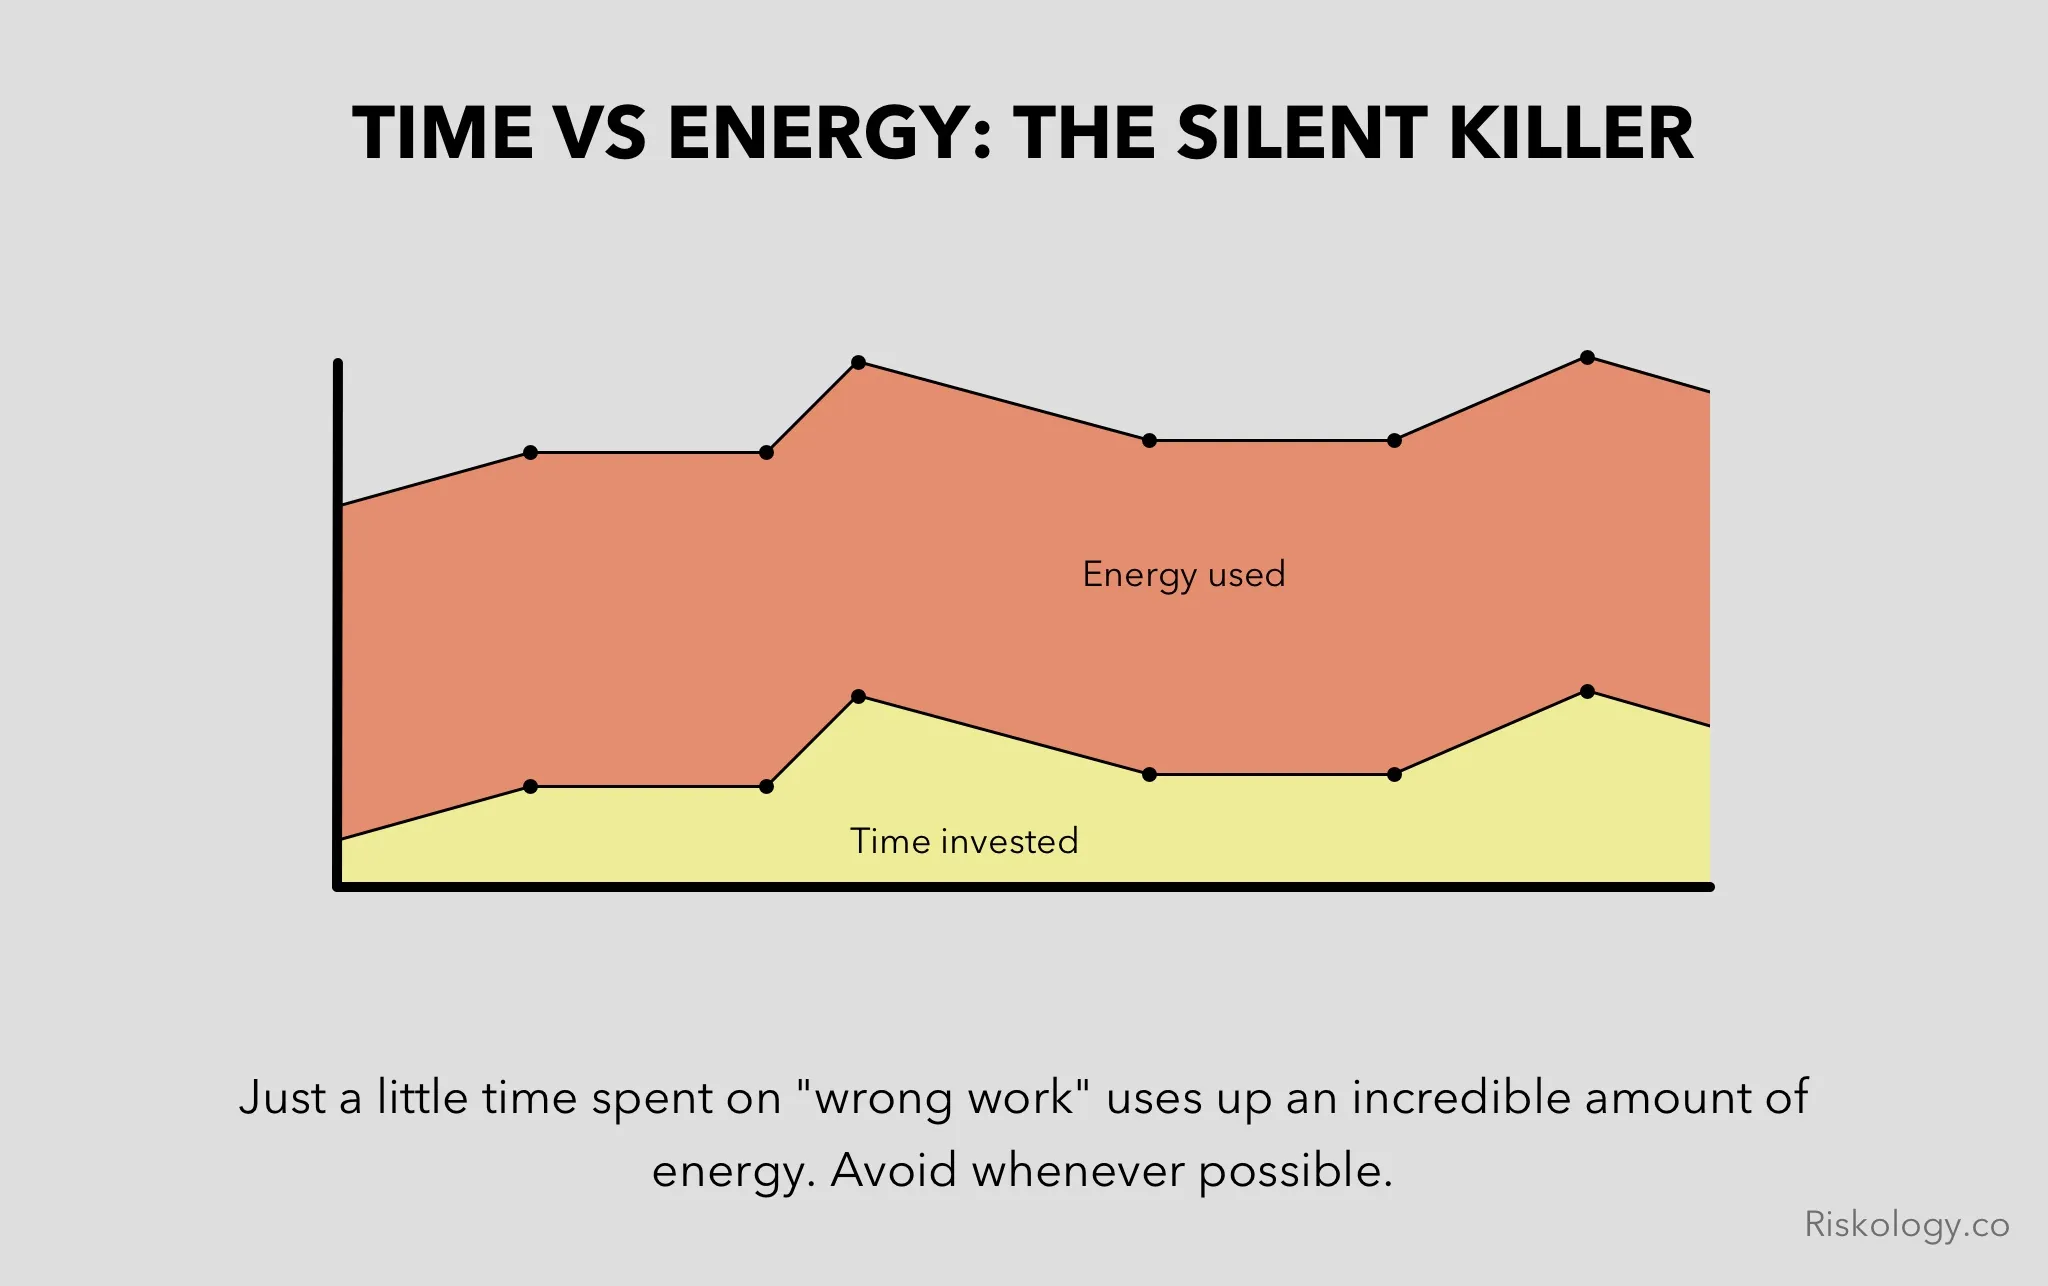 TIME VS ENERGY: THE SILENT KILLER
Energy used
Time invested
Just a little time spent on "wrong work" uses up an incredible amount of
energy. Avoid whenever possible.
Riskology.co